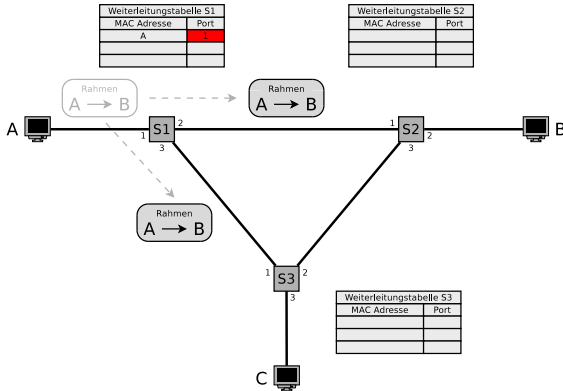 Weiterleitungstabelle S1
MAC Adresse Port
A 1
Weiterleitungstabelle S2
MAC Adresse Port
Rahmen
A B
Rahmen
A B
A
S1
1
2
3
S2
1
2
3
B
Rahmen
A B
S3
1
2
3
Weiterleitungstabelle S3
MAC Adresse Port
C